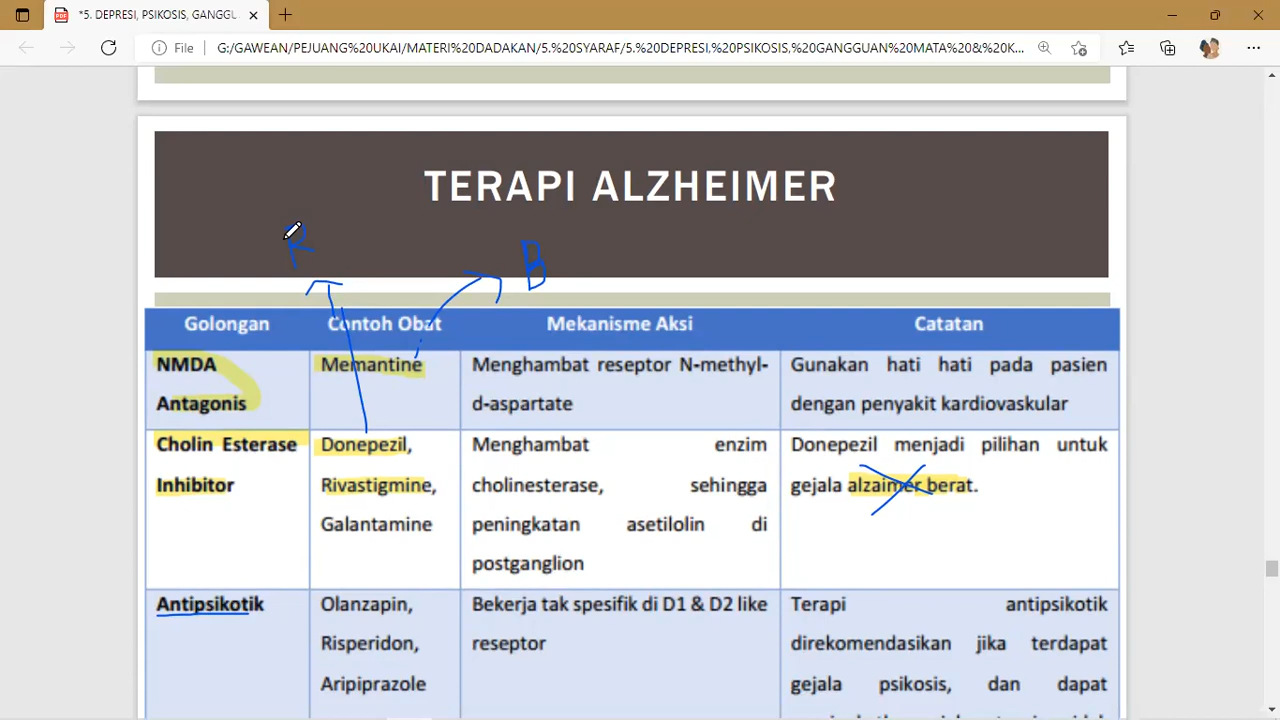 *5. DEPRESI, PSIKOSIS, GANGGU
File G:/GAWEAN/PEJUANG%20UKAI/MATERI%20DADAKAN/5.%20SYARAF/5.%20DEPRESI,%20PSIKOSIS,%20GANGGUAN%20MATA%20&%20K...
TERAPI ALZHEIMER
R
B
Golongan Contoh Obat Mekanisme Aksi Catatan
NMDA Memantine Menghambat reseptor N-methyl- Gunakan hati hati pada pasien
Antagonis d-aspartate dengan penyakit kardiovaskular
Cholin Esterase Donepezil, Menghambat enzim Donepezil menjadi pilihan untuk
Inhibitor Rivastigmine, cholinesterase, sehingga gejala alzaimer berat.
Galantamine peningkatan asetilolin di
postganglion
Antipsikotik Olanzapin, Bekerja tak spesifik di D1 & D2 like Terapi antipsikotik
Risperidon, reseptor direkomendasikan jika terdapat
Aripiprazole gejala psikosis, dan dapat